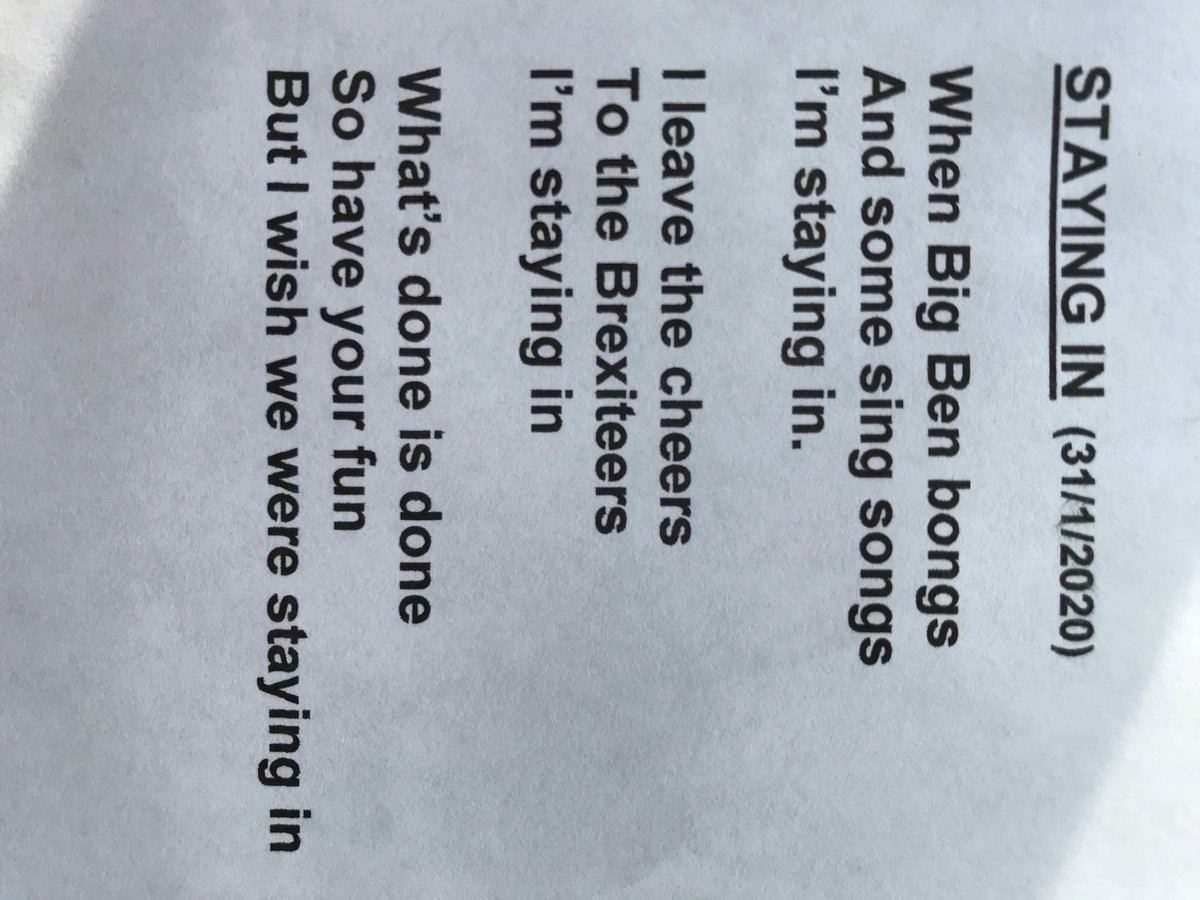 STAYING IN (31/1/2020)
When Big Ben bongs
And some sing songs
I'm staying in.
I leave the cheers
To the Brexiteers
I'm staying in
What's done is done
So have your fun
But I wish we were staying in